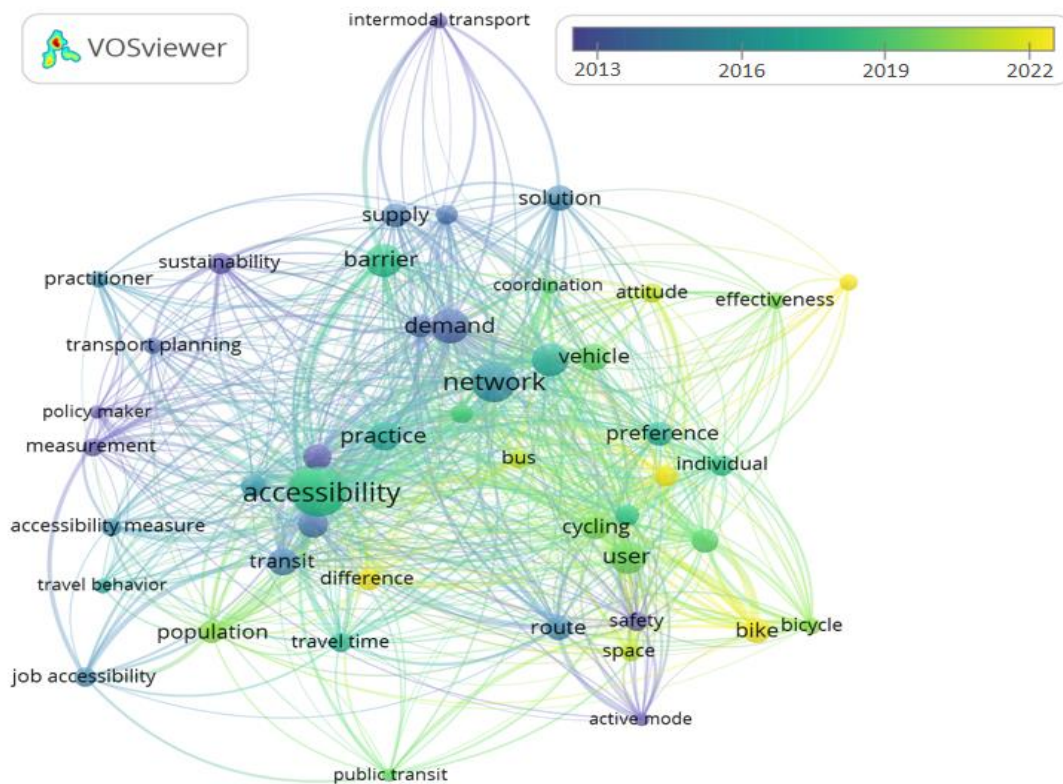 intermodal transport
VOSviewer
2013
2016
2019
2022
solution
supply
barrier
sustainability
practitioner
coordination
attitude
effectiveness
demand
transport planning
vehicle
network
policy maker
practice
preference
measurement
bus
individual
accessibility
accessibility measure
cycling
user
transit
difference
travel behavior
population
travel time
route
safety
bike
bicycle
space
job accessibility
active mode
public transit